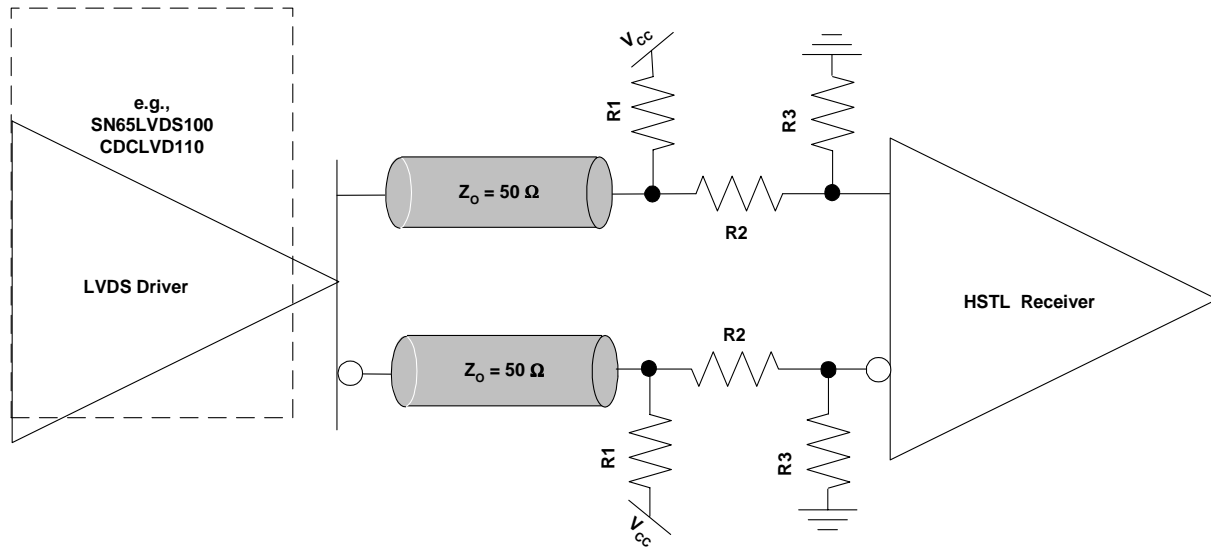 e.g.,
SN65LVDS100
CDCLVD110
LVDS Driver
Z_O = 50 Ω
Z_O = 50 Ω
V_CC
R1
R2
R3
R2
R1
R3
V_CC
HSTL Receiver